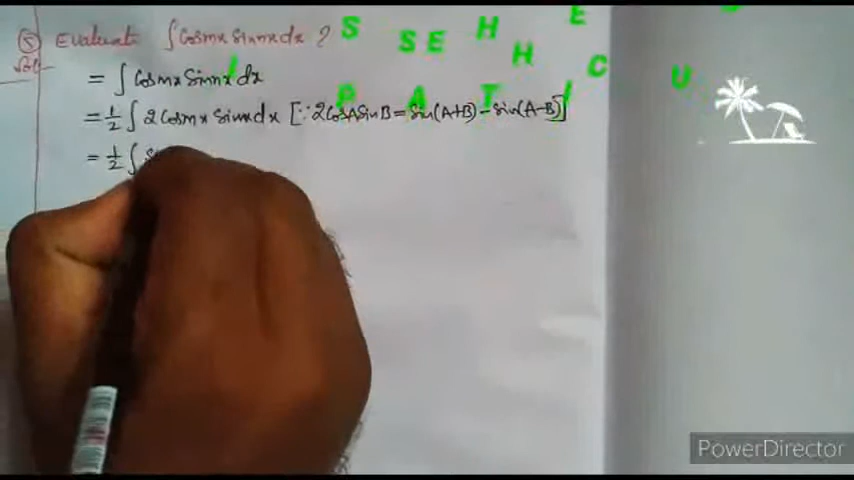 ⑤ Evaluate ∫ Cosmx Sinnx dx ?
Sol:-
= ∫ Cosmx Sinnx dx
= 1/2 ∫ 2 Cosmx Sinnx dx [∵ 2CosA SinB = Sin(A+B) - Sin(A-B)]
= 1/2 ∫
S S E H H E C U
P A T I I
PowerDirector